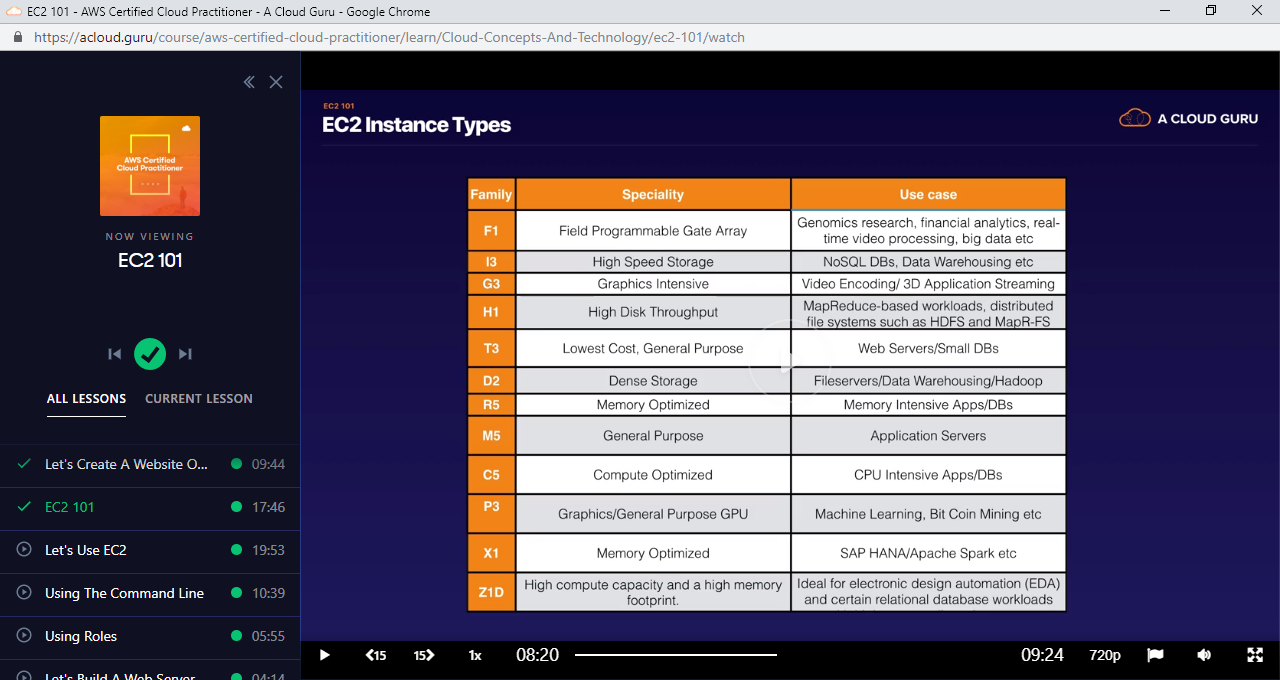 EC2 101 - AWS Certified Cloud Practitioner - A Cloud Guru - Google Chrome
https://acloud.guru/course/aws-certified-cloud-practitioner/learn/Cloud-Concepts-And-Technology/ec2-101/watch
AWS Certified
Cloud Practitioner
NOW VIEWING
EC2 101
ALL LESSONS CURRENT LESSON
Let's Create A Website O... 09:44
EC2 101 17:46
Let's Use EC2 19:53
Using The Command Line 10:39
Using Roles 05:55
Let's Build A Web Server 04:14
EC2 101
EC2 Instance Types
A CLOUD GURU
Family Speciality Use case
F1 Field Programmable Gate Array Genomics research, financial analytics, real-
time video processing, big data etc
I3 High Speed Storage NoSQL DBs, Data Warehousing etc
G3 Graphics Intensive Video Encoding/ 3D Application Streaming
H1 High Disk Throughput MapReduce-based workloads, distributed
file systems such as HDFS and MapR-FS
T3 Lowest Cost, General Purpose Web Servers/Small DBs
D2 Dense Storage Fileservers/Data Warehousing/Hadoop
R5 Memory Optimized Memory Intensive Apps/DBs
M5 General Purpose Application Servers
C5 Compute Optimized CPU Intensive Apps/DBs
P3 Graphics/General Purpose GPU Machine Learning, Bit Coin Mining etc
X1 Memory Optimized SAP HANA/Apache Spark etc
Z1D High compute capacity and a high memory Ideal for electronic design automation (EDA)
footprint. and certain relational database workloads
15 15 1x 08:20 09:24 720p